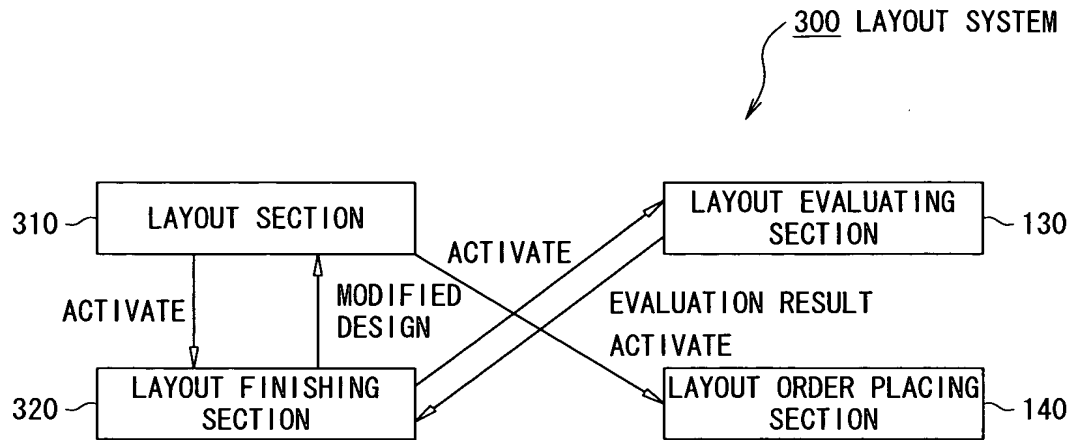 300 LAYOUT SYSTEM
310
LAYOUT SECTION
LAYOUT EVALUATING
SECTION
130
ACTIVATE
MODIFIED
DESIGN
ACTIVATE
EVALUATION RESULT
ACTIVATE
320
LAYOUT FINISHING
SECTION
LAYOUT ORDER PLACING
SECTION
140